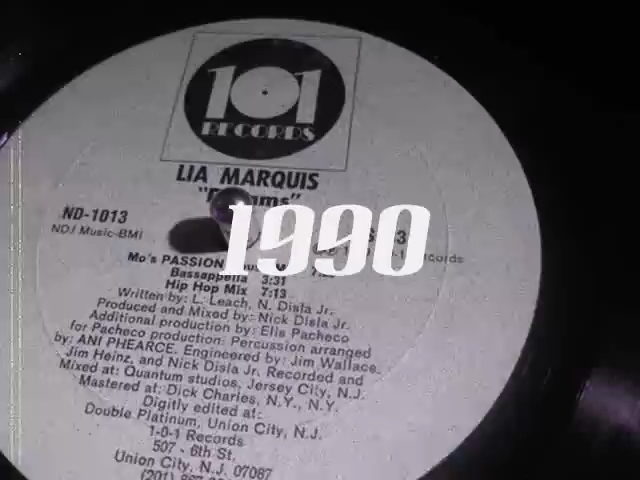 101
RECORDS
LIA MARQUIS
ND-1013
NDJ Music-BMI
1990
Mo's PASSION
Bassappella 3:31
Hip Hop Mix 7:13
Written by: L. Leach, N. Disla Jr.
Produced and Mixed by: Nick Disla Jr.
Additional production by: Elis Pacheco
for Pacheco production. Percussion arranged
by: ANI PHEARCE. Engineered by: Jim Wallace,
Jim Heinz, and Nick Disla Jr. Recorded and
Mixed at: Quantum studios, Jersey City, N.J.
Mastered at: Dick Charles, N.Y., N.Y.
Digitly edited at:
Double Platinum, Union City, N.J.
1-0-1 Records
507 - 6th St.
Union City, N.J. 07087
(201)